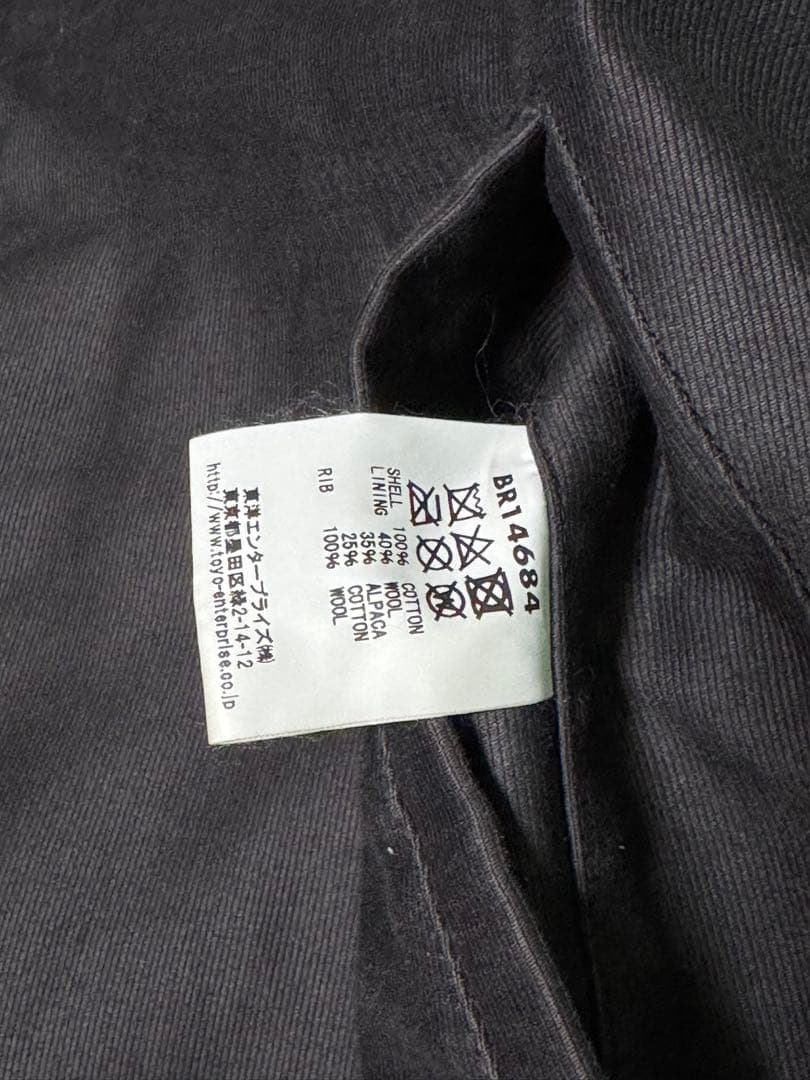 BR14684
SHELL 100% COTTON
LINING 40% WOOL
35% ALPACA
25% COTTON
RIB 100% WOOL
東洋エンタープライズ㈱
東京都墨田区緑2-14-12
http://www.toyo-enterprise.co.jp